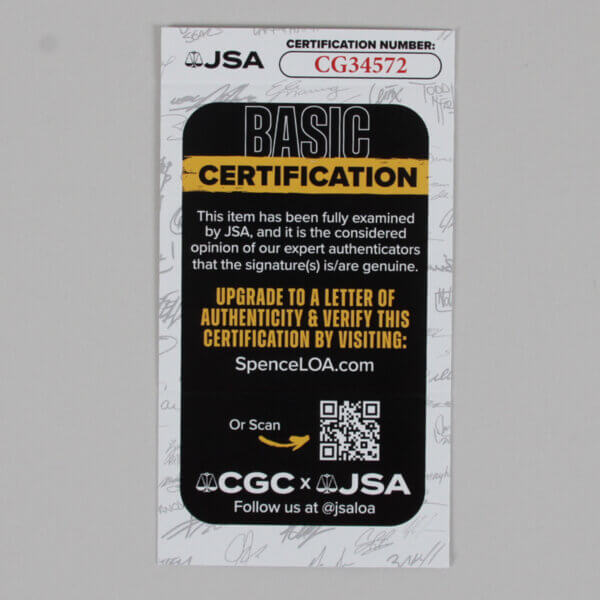 JSA
CERTIFICATION NUMBER:
CG34572
BASIC
CERTIFICATION
This item has been fully examined
by JSA, and it is the considered
opinion of our expert authenticators
that the signature(s) is/are genuine.
UPGRADE TO A LETTER OF
AUTHENTICITY & VERIFY THIS
CERTIFICATION BY VISITING:
SpenceLOA.com
Or Scan
CGC x JSA
Follow us at @jsaloa